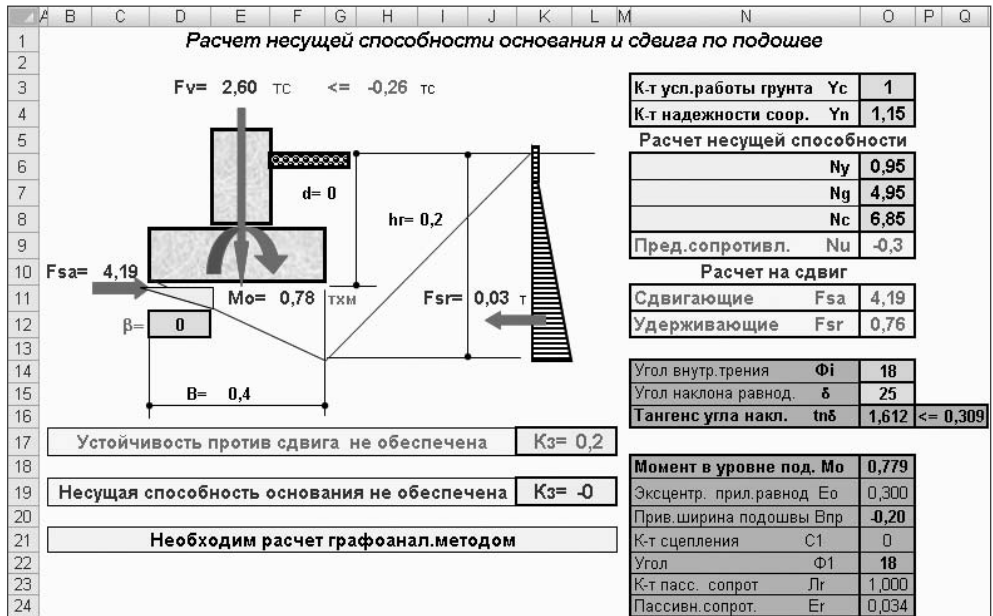 A B C D E F G H I J K L M N O P Q
1 Расчет несущей способности основания и сдвига по подошве
2
3 Fv= 2,60 тс <= -0,26 тс К-т усл.работы грунта Yc 1
4 К-т надежности соор. Yn 1,15
5 Расчет несущей способности
6 Ny 0,95
7 d= 0 Ng 4,95
8 hг= 0,2 Nc 6,85
9 Пред.сопротивл. Nu -0,3
10 Fsa= 4,19 Расчет на сдвиг
11 Mo= 0,78 тхм Fsr= 0,03 т Сдвигающие Fsa 4,19
12 β= 0 Удерживающие Fsr 0,76
13
14 Угол внутр.трения Фi 18
15 B= 0,4 Угол наклона равнод. δ 25
16 Тангенс угла накл. tnδ 1,612 <= 0,309
17 Устойчивость против сдвига не обеспечена Кз= 0,2
18 Момент в уровне под. Мо 0,779
19 Несущая способность основания не обеспечена Кз= -0 Эксцентр. прил.равнод Ео 0,300
20 Прив.ширина подошвы Впр -0,20
21 Необходим расчет графоанал.методом К-т сцепления С1 0
22 Угол Ф1 18
23 К-т пасс. сопрот Лг 1,000
24 Пассивн.сопрот. Ег 0,034